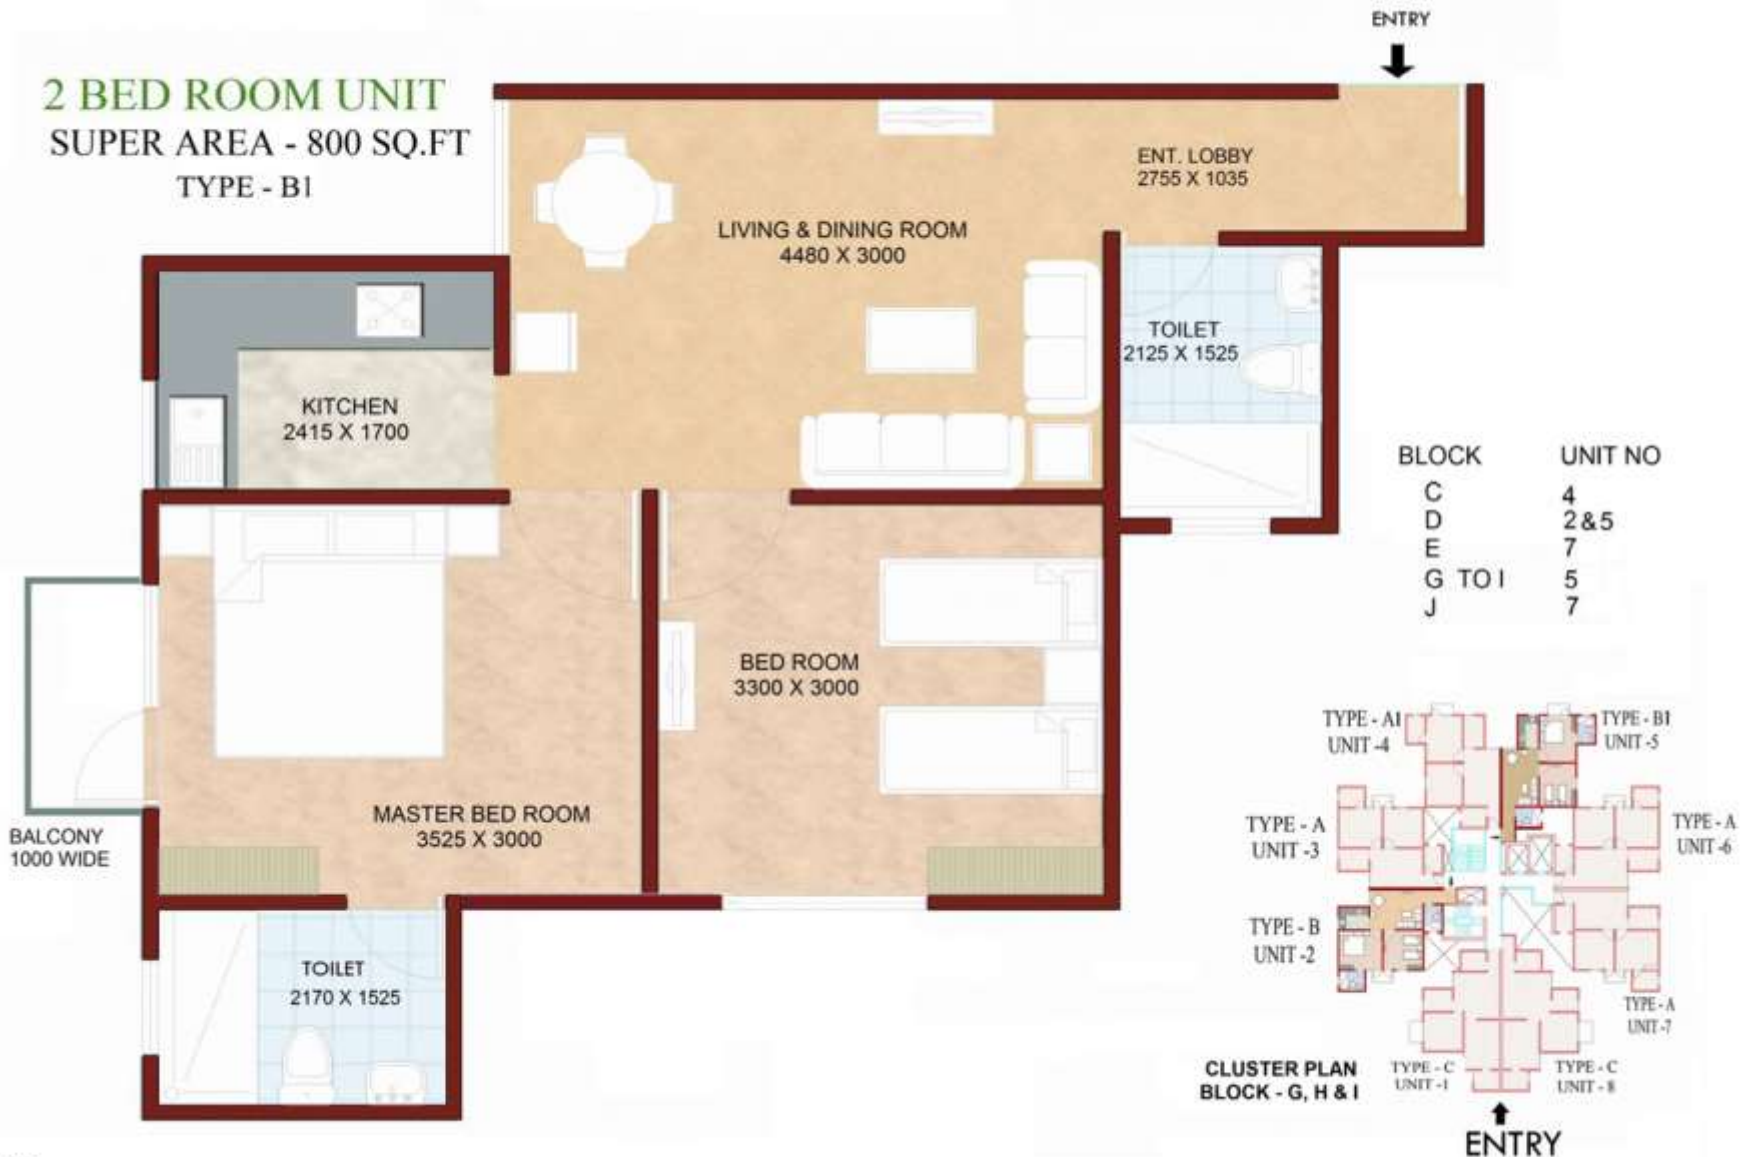 ENTRY
2 BED ROOM UNIT
SUPER AREA - 800 SQ.FT
TYPE - B1
ENT. LOBBY
2755 X 1035
LIVING & DINING ROOM
4480 X 3000
TOILET
2125 X 1525
KITCHEN
2415 X 1700
BLOCK UNIT NO
C 4
D 2 & 5
E 7
G TO I 5
J 7
BED ROOM
3300 X 3000
MASTER BED ROOM
3525 X 3000
BALCONY
1000 WIDE
TOILET
2170 X 1525
TYPE - A1
UNIT -4
TYPE - B1
UNIT -5
TYPE - A
UNIT -3
TYPE - A
UNIT -6
TYPE - B
UNIT -2
TYPE - A
UNIT -7
TYPE - C
UNIT -1
TYPE - C
UNIT - 8
CLUSTER PLAN
BLOCK - G, H & I
ENTRY